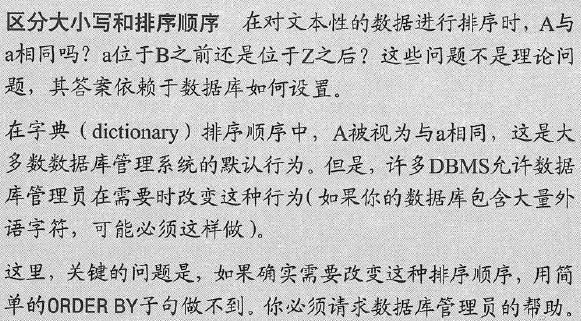 区分大小写和排序顺序 在对文本性的数据进行排序时，A与
a相同吗？a位于B之前还是位于Z之后？这些问题不是理论问
题，其答案依赖于数据库如何设置。
在字典（dictionary）排序顺序中，A被视为与a相同，这是大
多数数据库管理系统的默认行为。但是，许多DBMS允许数据
库管理员在需要时改变这种行为（如果你的数据库包含大量外
语字符，可能必须这样做）。
这里，关键的问题是，如果确实需要改变这种排序顺序，用简
单的ORDER BY子句做不到。你必须请求数据库管理员的帮助。